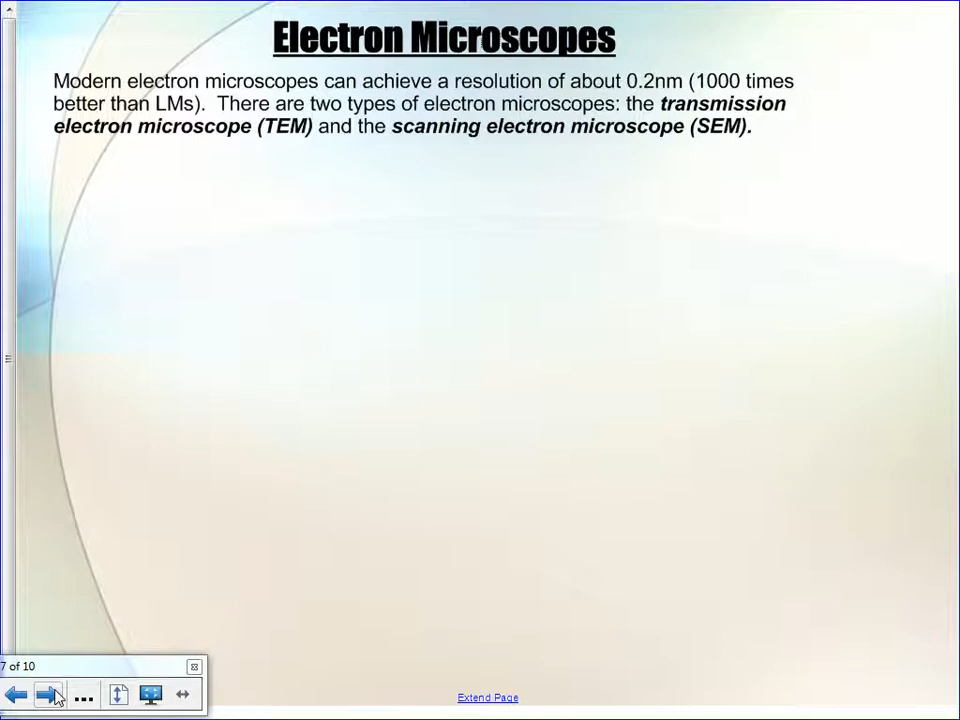 Electron Microscopes
Modern electron microscopes can achieve a resolution of about 0.2nm (1000 times
better than LMs).  There are two types of electron microscopes: the transmission
electron microscope (TEM) and the scanning electron microscope (SEM).
7 of 10
Extend Page